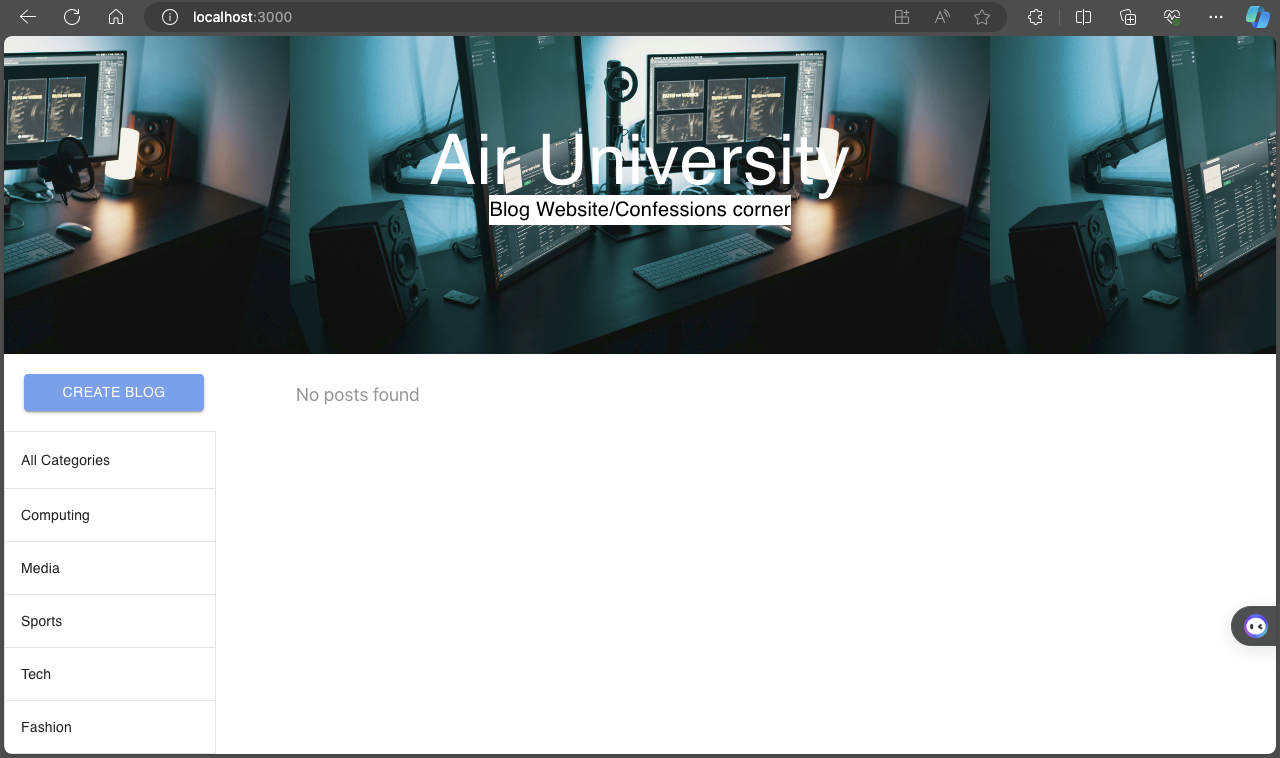 localhost:3000
Air University
Blog Website/Confessions corner
CREATE BLOG
No posts found
All Categories
Computing
Media
Sports
Tech
Fashion